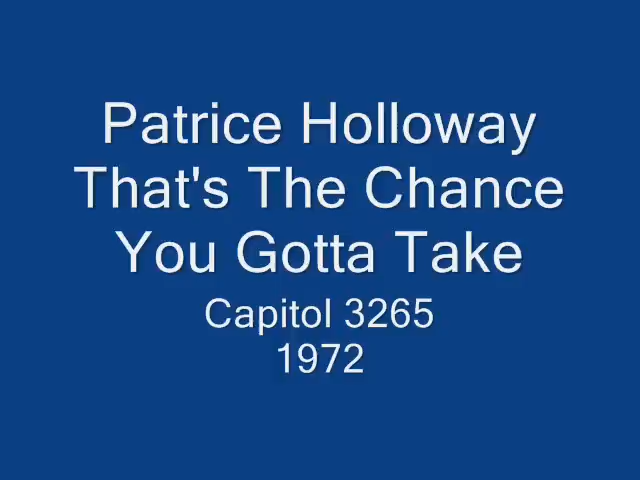 Patrice Holloway
That's The Chance
You Gotta Take
Capitol 3265
1972